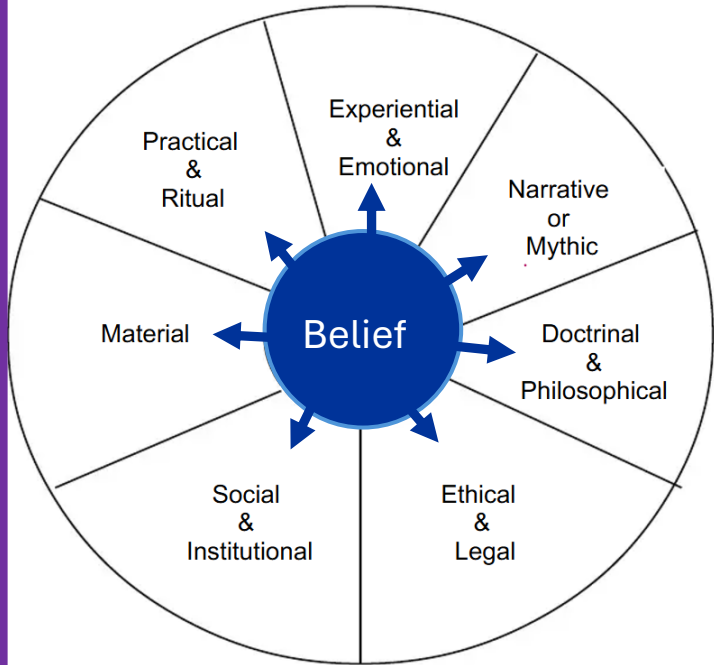 Experiential
&
Emotional
Practical
&
Ritual
Narrative
or
Mythic
Belief
Material
Doctrinal
&
Philosophical
Social
&
Institutional
Ethical
&
Legal